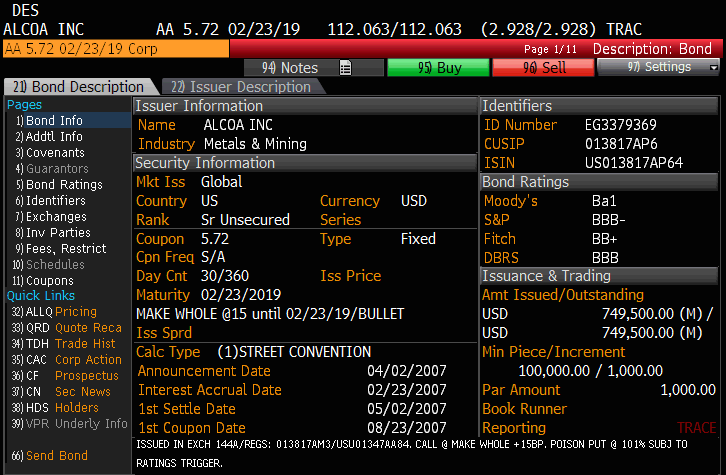 DES
ALCOA INC AA 5.72 02/23/19 112.063/112.063 (2.928/2.928) TRAC
AA 5.72 02/23/19 Corp Page 1/11 Description: Bond
94) Notes 95) Buy 96) Sell 97) Settings
21) Bond Description 22) Issuer Description
Pages
1) Bond Info
2) Addtl Info
3) Covenants
4) Guarantors
5) Bond Ratings
6) Identifiers
7) Exchanges
8) Inv Parties
9) Fees, Restrict
10) Schedules
11) Coupons
Quick Links
32) ALLQ Pricing
33) QRD Quote Reca
34) TDH Trade Hist
35) CAC Corp Action
36) CF Prospectus
37) CN Sec News
38) HDS Holders
39) VPR Underly Info
66) Send Bond
Issuer Information
Name ALCOA INC
Industry Metals & Mining
Security Information
Mkt Iss Global
Country US Currency USD
Rank Sr Unsecured Series
Coupon 5.72 Type Fixed
Cpn Freq S/A
Day Cnt 30/360 Iss Price
Maturity 02/23/2019
MAKE WHOLE @15 until 02/23/19/BULLET
Iss Sprd
Calc Type (1)STREET CONVENTION
Announcement Date 04/02/2007
Interest Accrual Date 02/23/2007
1st Settle Date 05/02/2007
1st Coupon Date 08/23/2007
Identifiers
ID Number EG3379369
CUSIP 013817AP6
ISIN US013817AP64
Bond Ratings
Moody's Ba1
S&P BBB-
Fitch BB+
DBRS BBB
Issuance & Trading
Amt Issued/Outstanding
USD 749,500.00 (M) /
USD 749,500.00 (M)
Min Piece/Increment
100,000.00 / 1,000.00
Par Amount 1,000.00
Book Runner
Reporting TRACE
ISSUED IN EXCH 144A/REGS: 013817AM3/USU01347AA84. CALL @ MAKE WHOLE +15BP. POISON PUT @ 101% SUBJ TO
RATINGS TRIGGER.